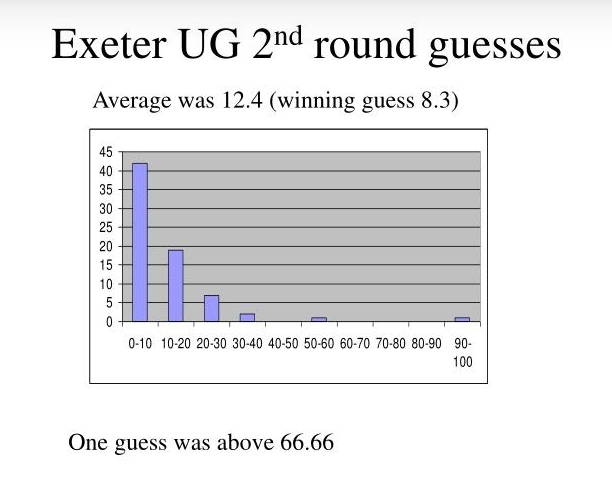 Exeter UG 2nd round guesses
Average was 12.4 (winning guess 8.3)
45
40
35
30
25
20
15
10
5
0
0-10 10-20 20-30 30-40 40-50 50-60 60-70 70-80 80-90 90-
100
One guess was above 66.66